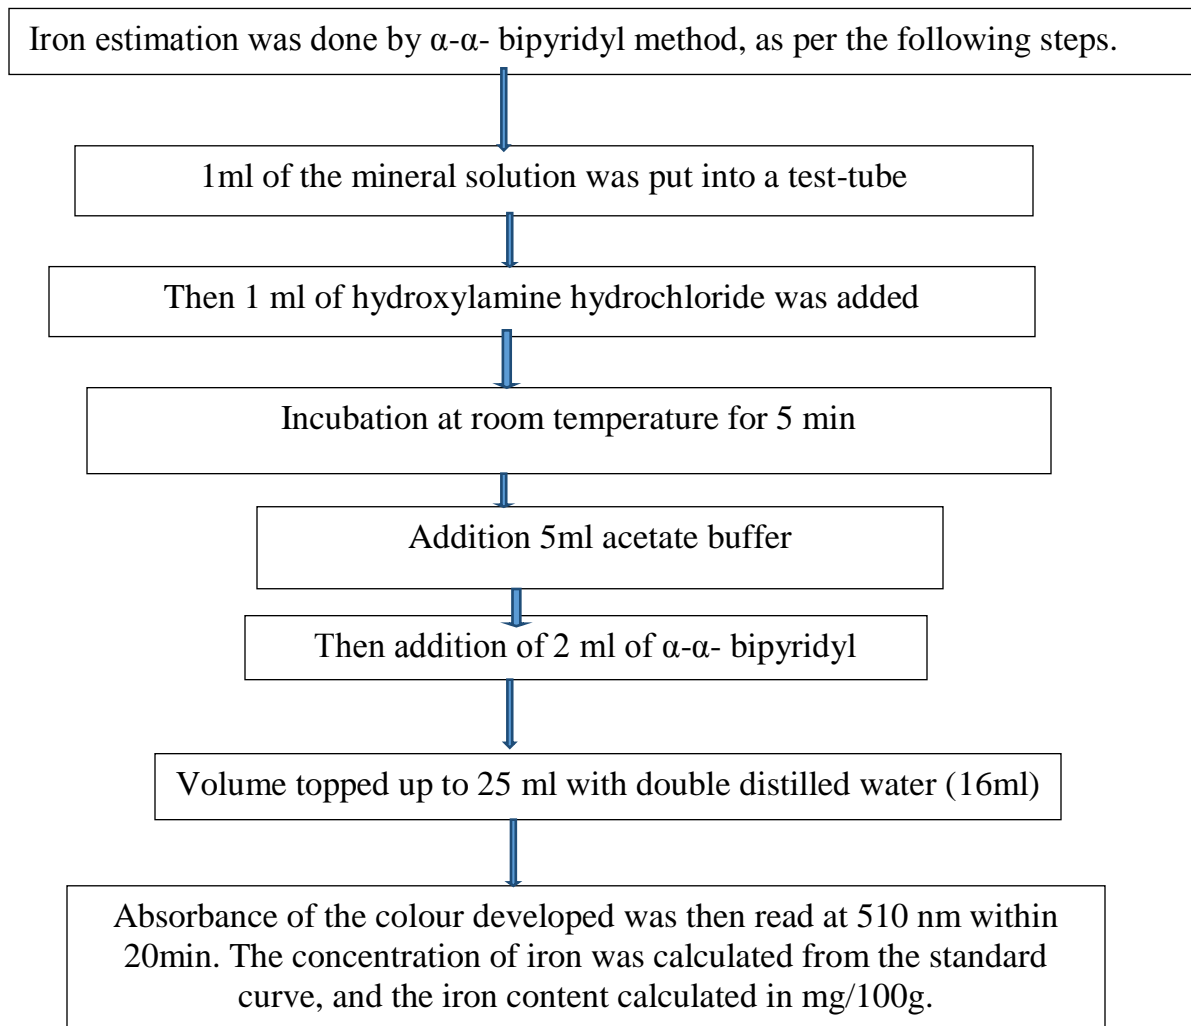 Iron estimation was done by α-α- bipyridyl method, as per the following steps.
1ml of the mineral solution was put into a test-tube
Then 1 ml of hydroxylamine hydrochloride was added
Incubation at room temperature for 5 min
Addition 5ml acetate buffer
Then addition of 2 ml of α-α- bipyridyl
Volume topped up to 25 ml with double distilled water (16ml)
Absorbance of the colour developed was then read at 510 nm within
20min. The concentration of iron was calculated from the standard
curve, and the iron content calculated in mg/100g.